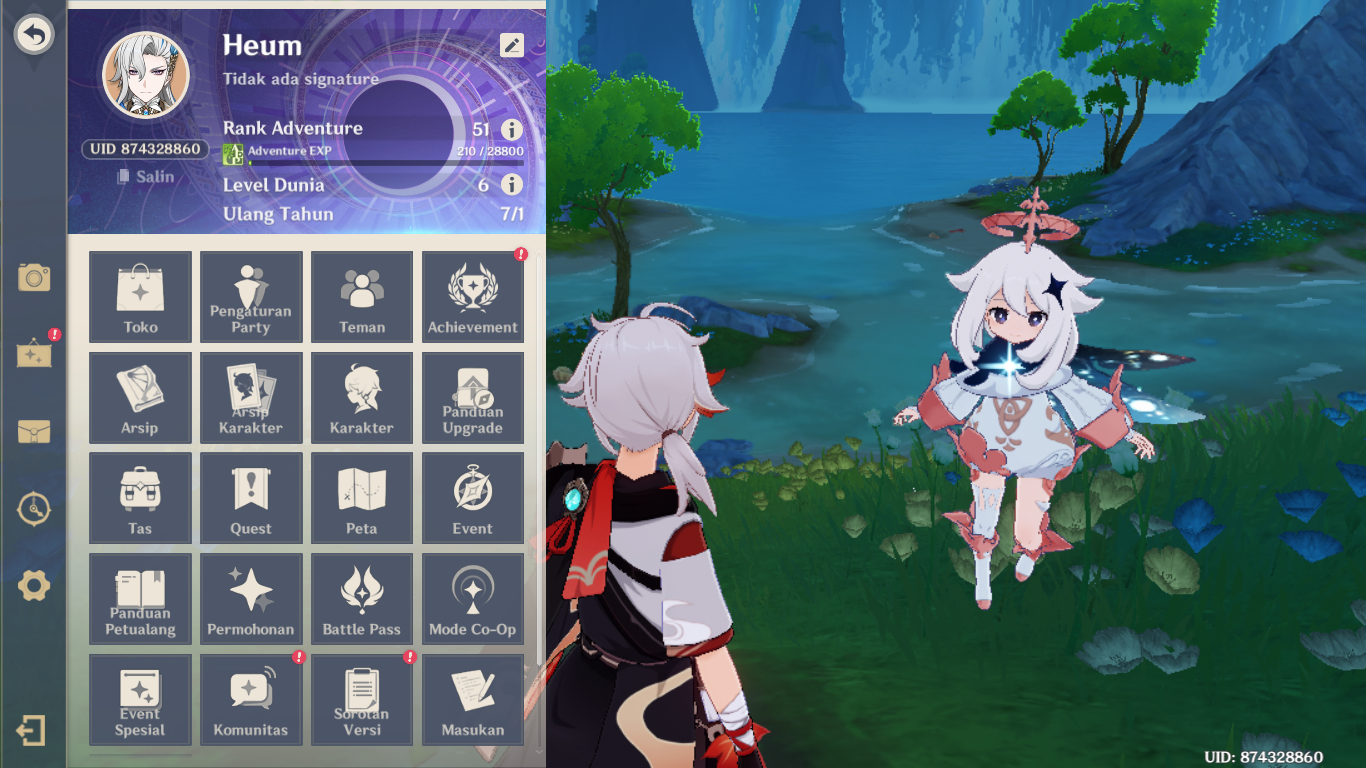 Heum
Tidak ada signature
Rank Adventure 51
Adventure EXP 210 / 28800
UID 874328860
Salin
Level Dunia 6
Ulang Tahun 7/1
Toko
Pengaturan
Party
Teman
Achievement
Arsip
Arsip
Karakter
Karakter
Panduan
Upgrade
Tas
Quest
Peta
Event
Panduan
Petualang
Permohonan
Battle Pass
Mode Co-Op
Event
Spesial
Komunitas
Sorotan
Versi
Masukan
UID: 874328860